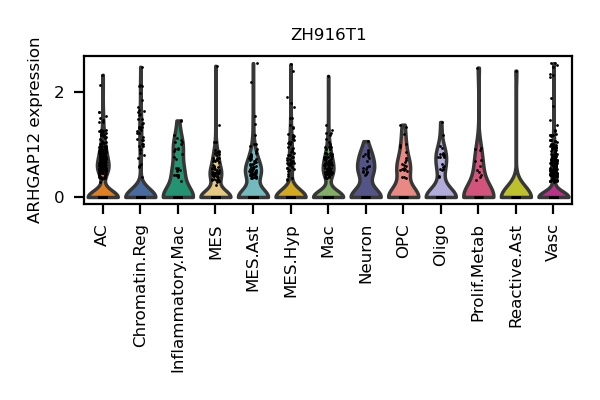 ZH916T1
ARHGAP12 expression
2
0
AC
Chromatin.Reg
Inflammatory.Mac
MES
MES.Ast
MES.Hyp
Mac
Neuron
OPC
Oligo
Prolif.Metab
Reactive.Ast
Vasc